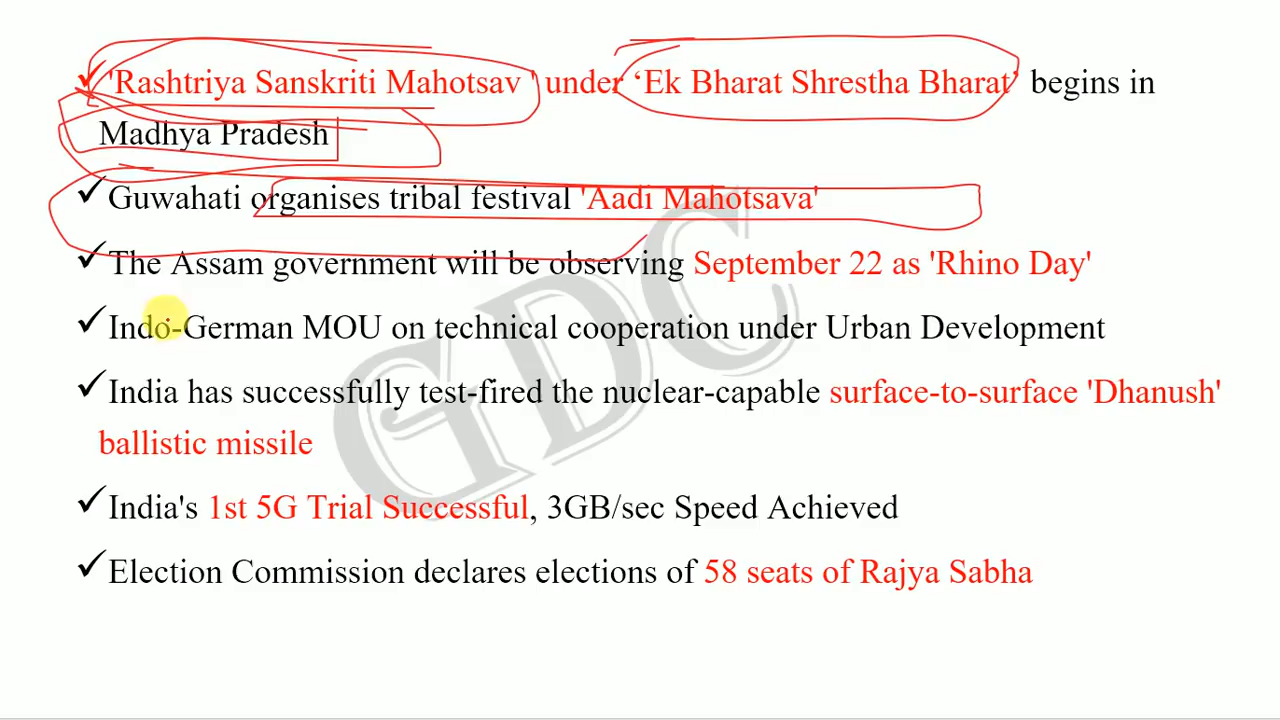 ✓ 'Rashtriya Sanskriti Mahotsav ' under ‘Ek Bharat Shrestha Bharat’ begins in
Madhya Pradesh
✓ Guwahati organises tribal festival 'Aadi Mahotsava'
✓ The Assam government will be observing September 22 as 'Rhino Day'
✓ Indo-German MOU on technical cooperation under Urban Development
✓ India has successfully test-fired the nuclear-capable surface-to-surface 'Dhanush'
ballistic missile
✓ India's 1st 5G Trial Successful, 3GB/sec Speed Achieved
✓ Election Commission declares elections of 58 seats of Rajya Sabha
GDC